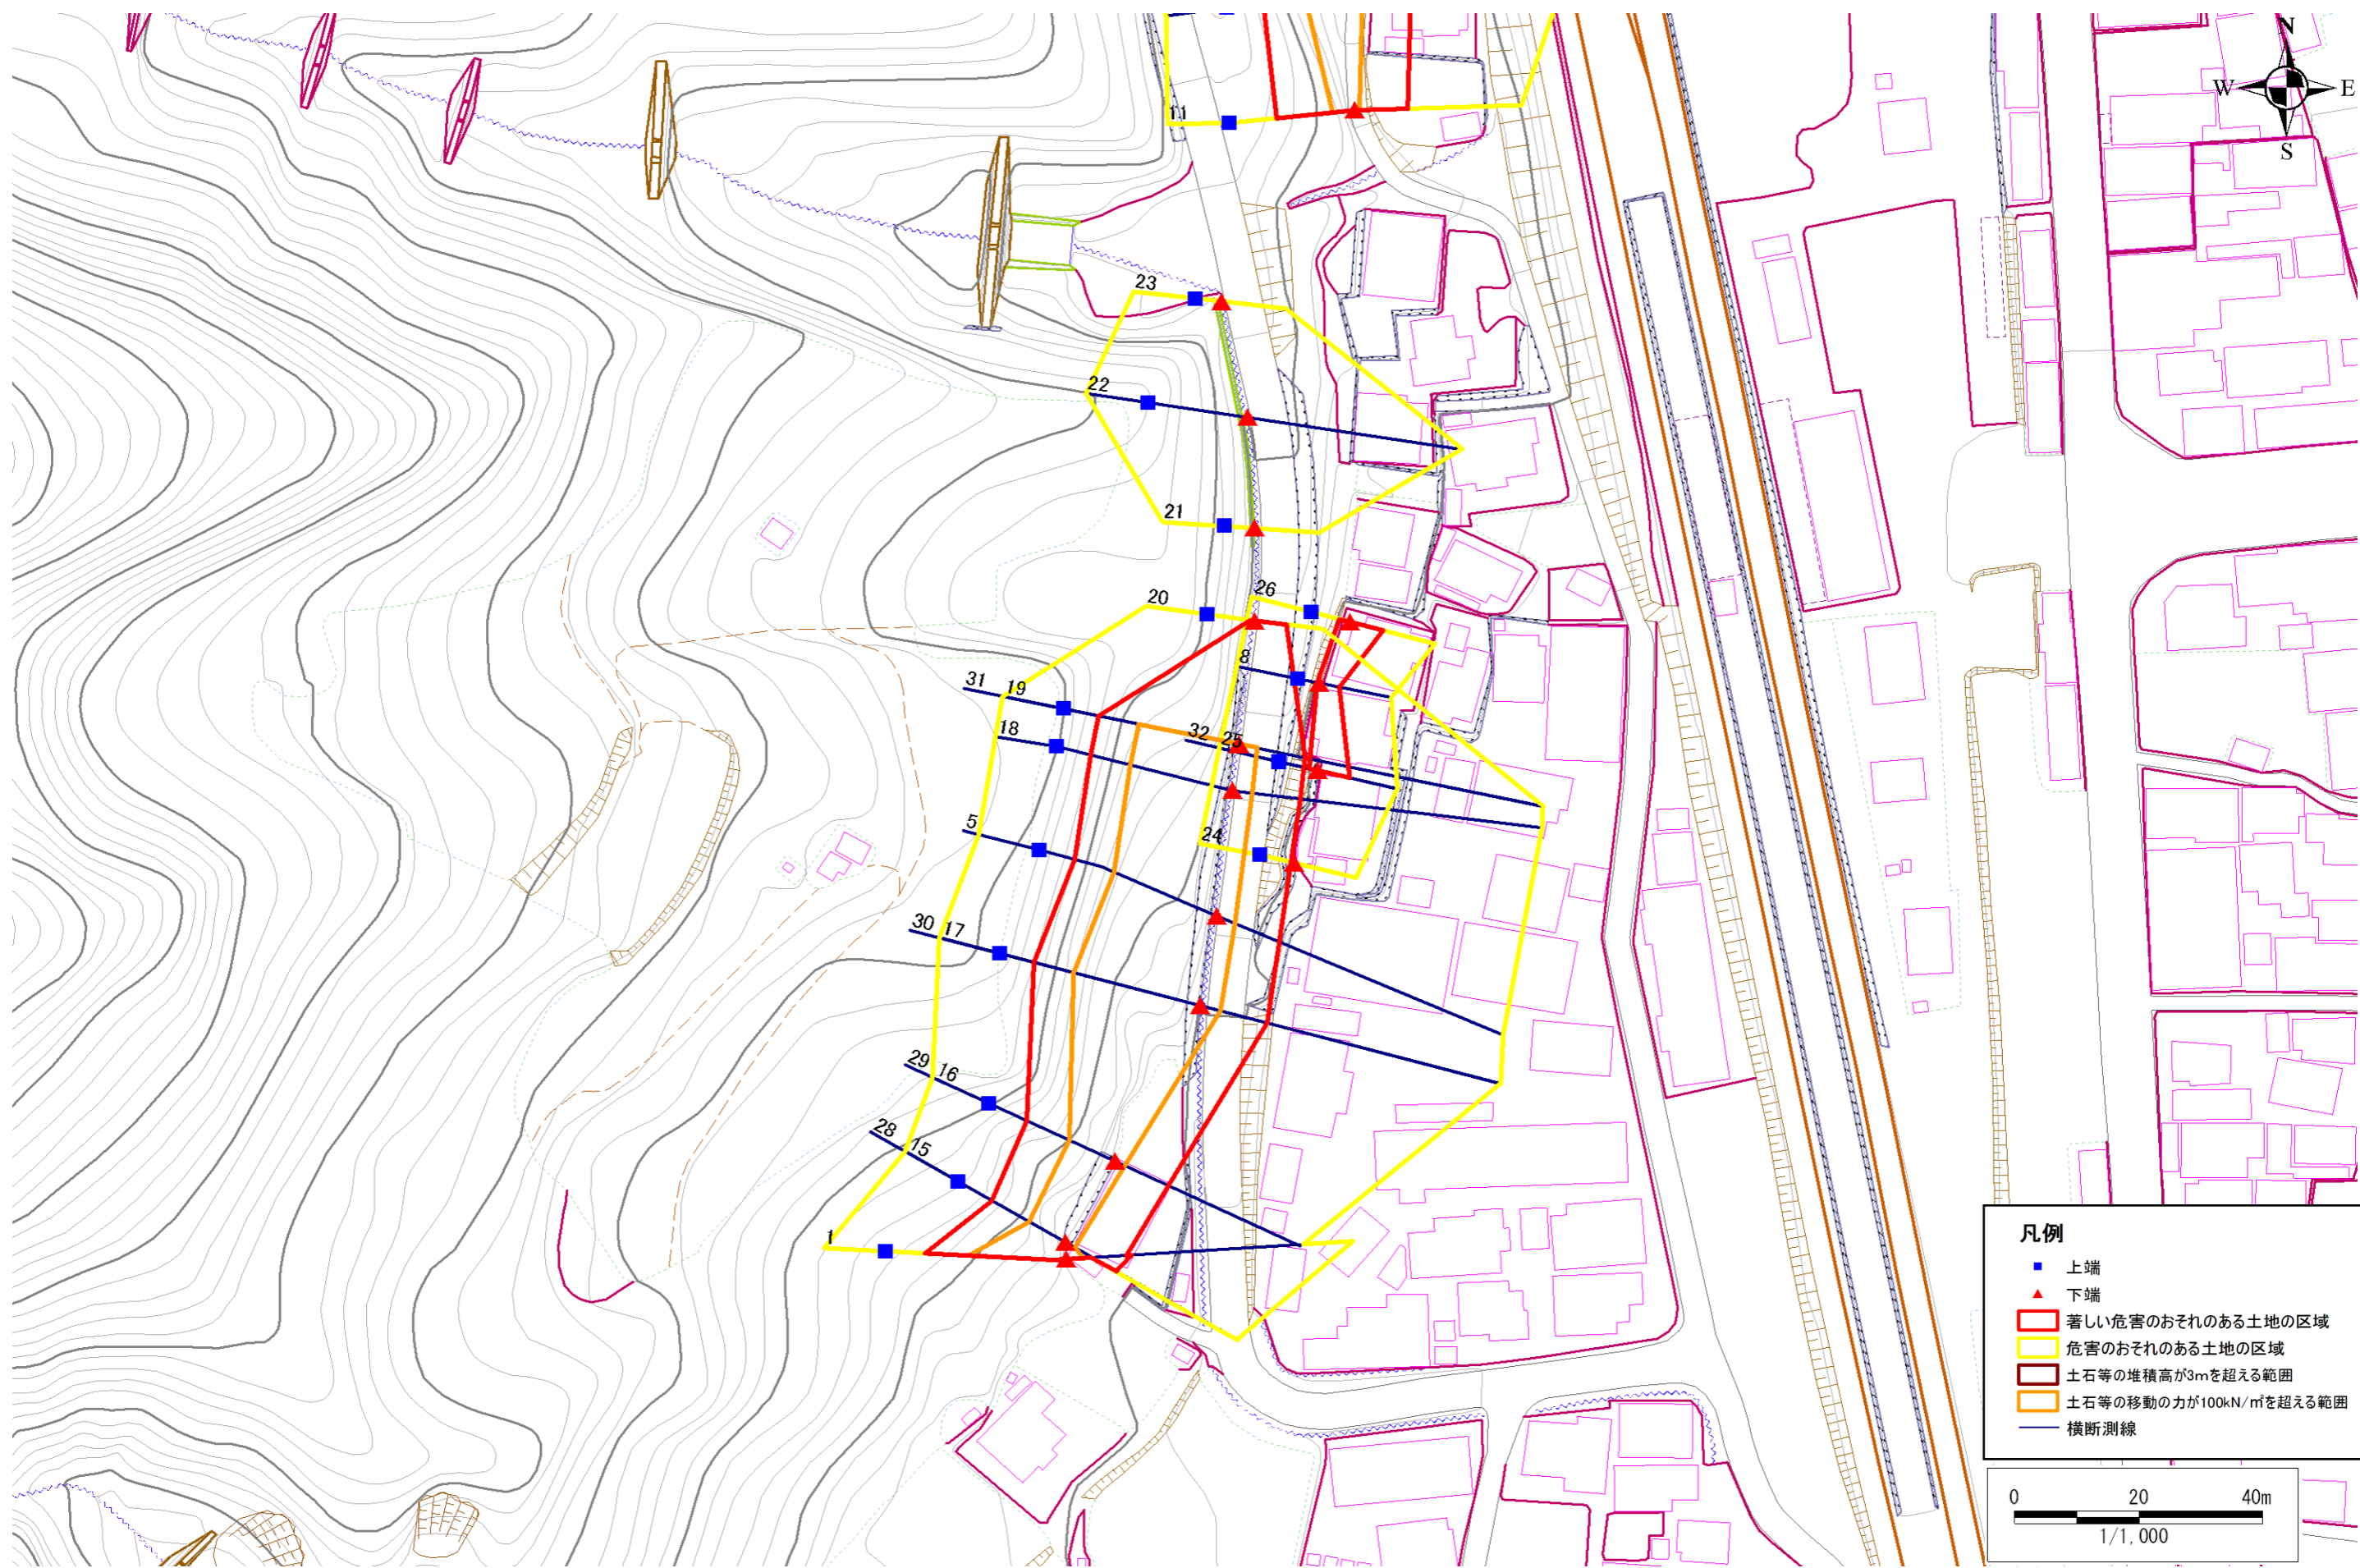 N
W E
S
11
23
22
21
20
26
8
31 19
18
32 25
5
24
30 17
29 16
28 15
1
凡例
上端
下端
著しい危害のおそれのある土地の区域
危害のおそれのある土地の区域
土石等の堆積高が3mを超える範囲
土石等の移動の力が100kN/㎡を超える範囲
横断測線
0 20 40m
1/1,000